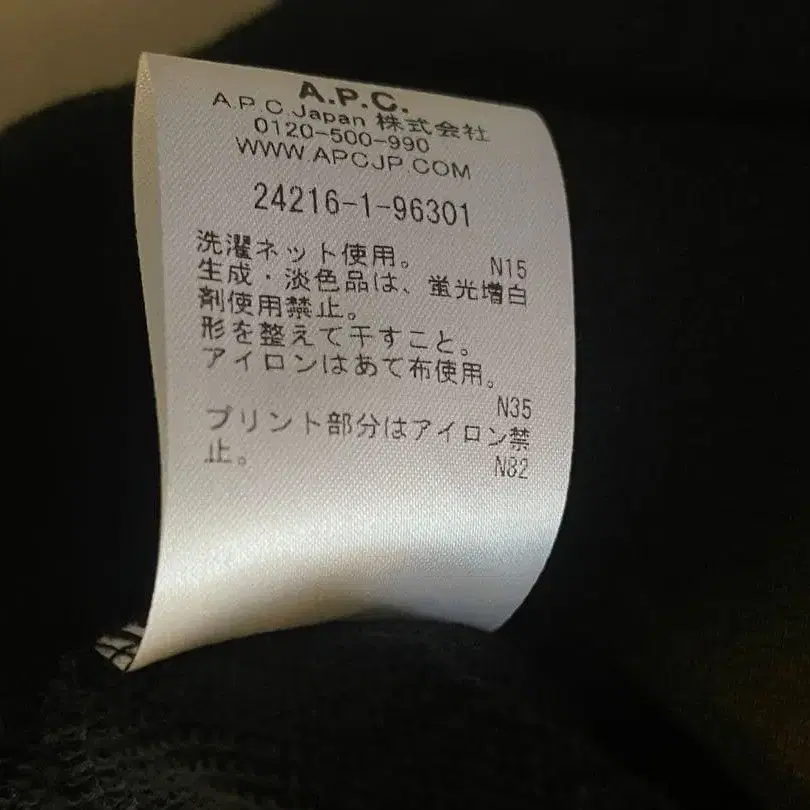 A.P.C.
A.P.C.Japan 株式会社
0120-500-990
WWW.APCJP.COM
24216-1-96301
洗濯ネット使用。 N15
生成・淡色品は、蛍光増白
剤使用禁止。
形を整えて干すこと。
アイロンはあて布使用。
N35
プリント部分はアイロン禁
止。 N82